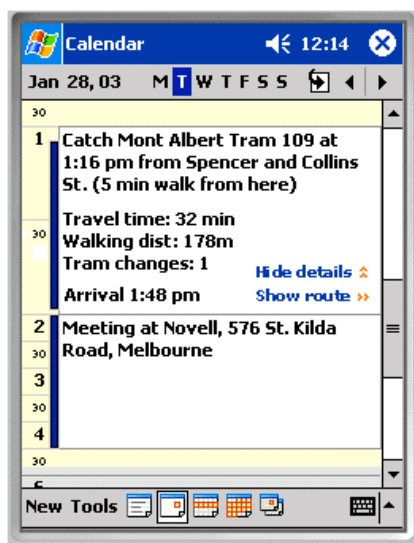 Calendar 12:14
Jan 28, 03 M T W T F S S
30
1 Catch Mont Albert Tram 109 at
1:16 pm from Spencer and Collins
St. (5 min walk from here)
Travel time: 32 min
30
Walking dist: 178m
Tram changes: 1
Hide details
Arrival 1:48 pm Show route
2 Meeting at Novell, 576 St. Kilda
30 Road, Melbourne
3
30
4
30
New Tools